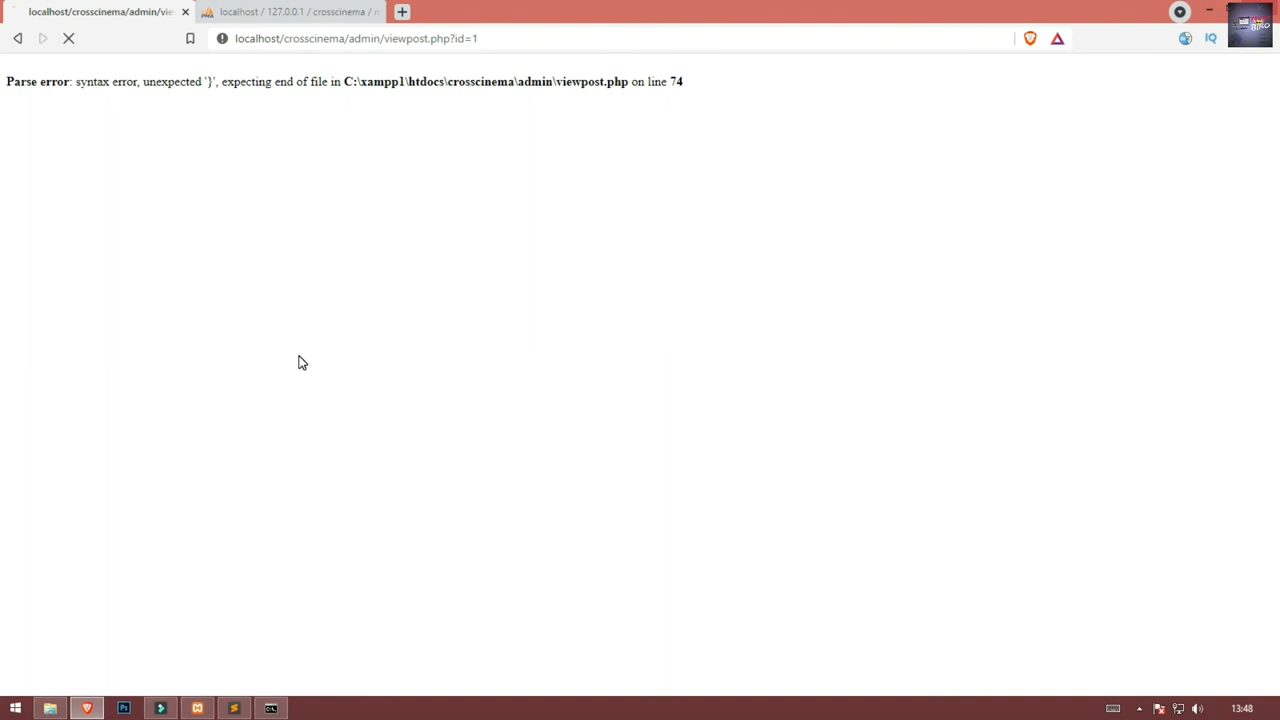 localhost/crosscinema/admin/vie
localhost / 127.0.0.1 / crosscinema / n
localhost/crosscinema/admin/viewpost.php?id=1
IQ
Parse error: syntax error, unexpected '}', expecting end of file in C:\xampp1\htdocs\crosscinema\admin\viewpost.php on line 74
Ps
13:48